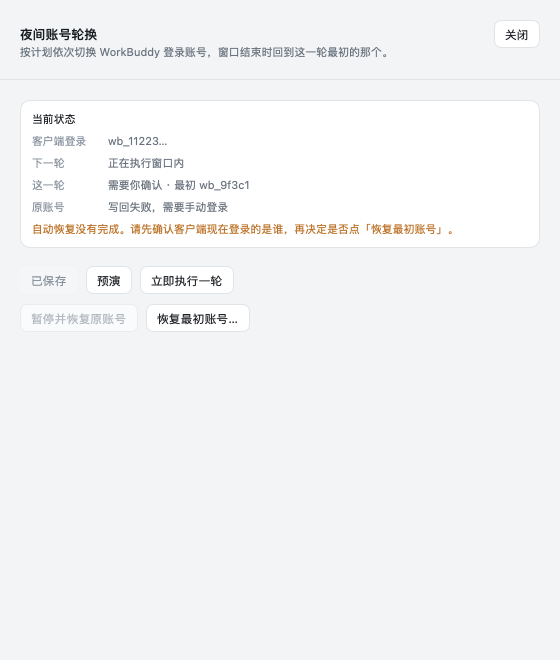 夜间账号轮换
关闭
按计划依次切换 WorkBuddy 登录账号，窗口结束时回到这一轮最初的那个。
当前状态
客户端登录 wb_11223…
下一轮 正在执行窗口内
这一轮 需要你确认 · 最初 wb_9f3c1
原账号 写回失败，需要手动登录
自动恢复没有完成。请先确认客户端现在登录的是谁，再决定是否点「恢复最初账号」。
已保存 预演 立即执行一轮
暂停并恢复原账号 恢复最初账号…